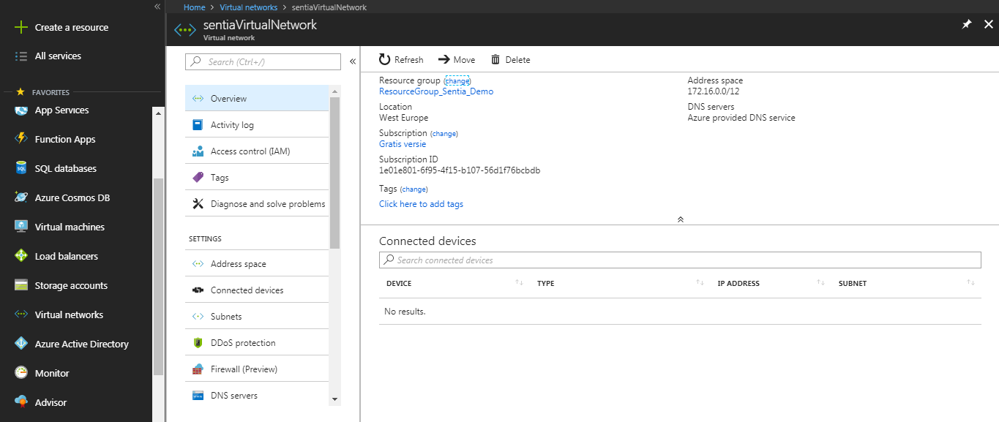 Home > Virtual networks > sentiaVirtualNetwork
sentiaVirtualNetwork
Virtual network
Create a resource
All services
FAVORITES
App Services
Function Apps
SQL databases
Azure Cosmos DB
Virtual machines
Load balancers
Storage accounts
Virtual networks
Azure Active Directory
Monitor
Advisor
Search (Ctrl+/)
Overview
Activity log
Access control (IAM)
Tags
Diagnose and solve problems
SETTINGS
Address space
Connected devices
Subnets
DDoS protection
Firewall (Preview)
DNS servers
Refresh Move Delete
Resource group (change)
ResourceGroup_Sentia_Demo
Location
West Europe
Subscription (change)
Gratis versie
Subscription ID
1e01e801-6f95-4f15-b107-56d1f76bcbdb
Tags (change)
Click here to add tags
Address space
172.16.0.0/12
DNS servers
Azure provided DNS service
Connected devices
Search connected devices
DEVICE TYPE IP ADDRESS SUBNET
No results.